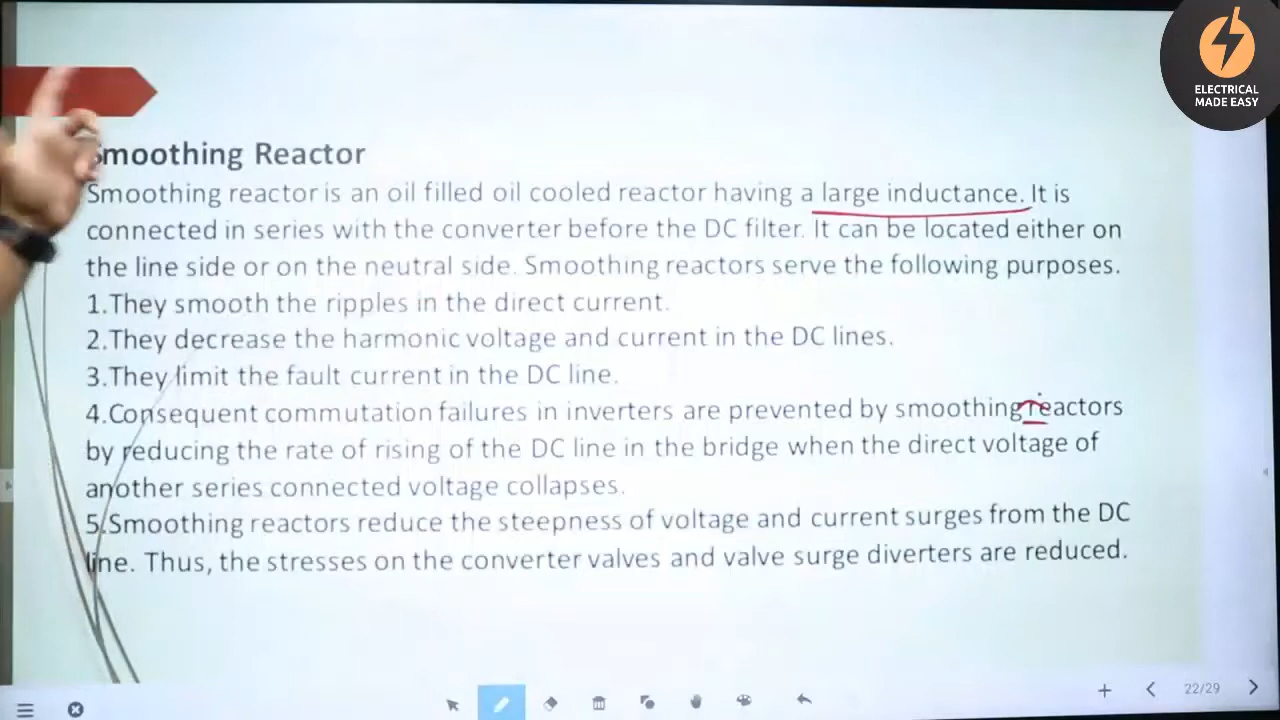 ELECTRICAL
MADE EASY
Smoothing Reactor
Smoothing reactor is an oil filled oil cooled reactor having a large inductance. It is
connected in series with the converter before the DC filter. It can be located either on
the line side or on the neutral side. Smoothing reactors serve the following purposes.
1.They smooth the ripples in the direct current.
2.They decrease the harmonic voltage and current in the DC lines.
3.They limit the fault current in the DC line.
4.Consequent commutation failures in inverters are prevented by smoothing reactors
by reducing the rate of rising of the DC line in the bridge when the direct voltage of
another series connected voltage collapses.
5.Smoothing reactors reduce the steepness of voltage and current surges from the DC
line. Thus, the stresses on the converter valves and valve surge diverters are reduced.
22/29